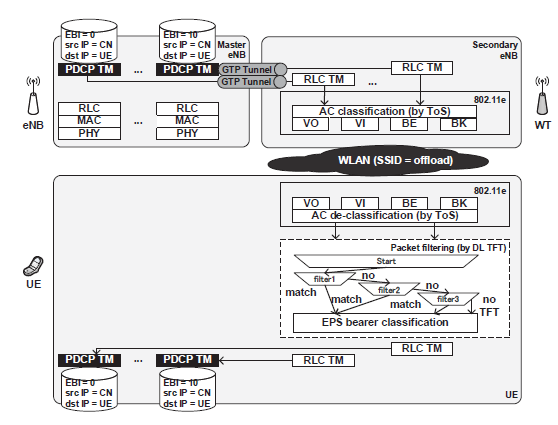 EBI = 0
src IP = CN
dst IP = UE
EBI = 10
src IP = CN
dst IP = UE
Master
eNB
Secondary
eNB
PDCP TM
...
PDCP TM
GTP Tunnel
GTP Tunnel
RLC TM
...
RLC TM
802.11e
AC classification (by ToS)
VO
VI
BE
BK
eNB
RLC
MAC
PHY
...
RLC
MAC
PHY
WT
WLAN (SSID = offload)
802.11e
VO
VI
BE
BK
AC de-classification (by ToS)
Packet filtering (by DL TFT)
Start
filter1
no
filter2
no
filter3
no
TFT
match
match
match
EPS bearer classification
UE
RLC TM
RLC TM
PDCP TM
...
PDCP TM
EBI = 0
src IP = CN
dst IP = UE
EBI = 10
src IP = CN
dst IP = UE
UE